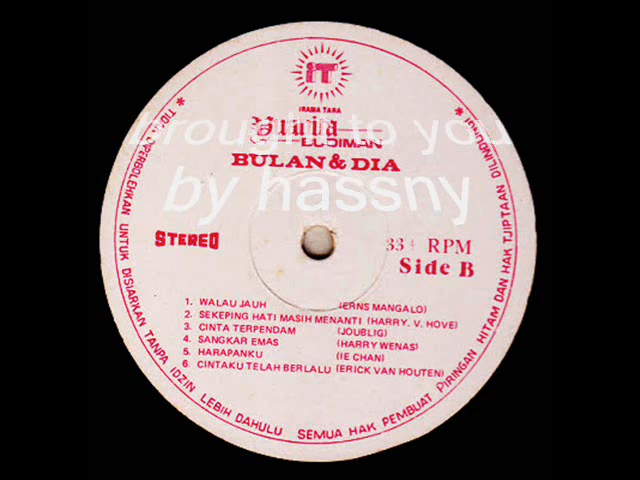 iT
IRAMA TARA
LUDIMAN
BULAN & DIA
brought to you
by hassny
STEREO
33 RPM
Side B
1. WALAU JAUH (ERNS MANGALO)
2. SEKEPING HATI MASIH MENANTI (HARRY. V. HOVE)
3. CINTA TERPENDAM (JOUBLIG)
4. SANGKAR EMAS (HARRY WENAS)
5. HARAPANKU (IE CHAN)
6. CINTAKU TELAH BERLALU (ERICK VAN HOUTEN)
* TIDAK DIPERBOLEHKAN UNTUK DISIARKAN TANPA IDZIN LEBIH DAHULU SEMUA HAK PEMBUAT PIRINGAN HITAM DAN HAK TJIPTAAN DILINDUNGI *